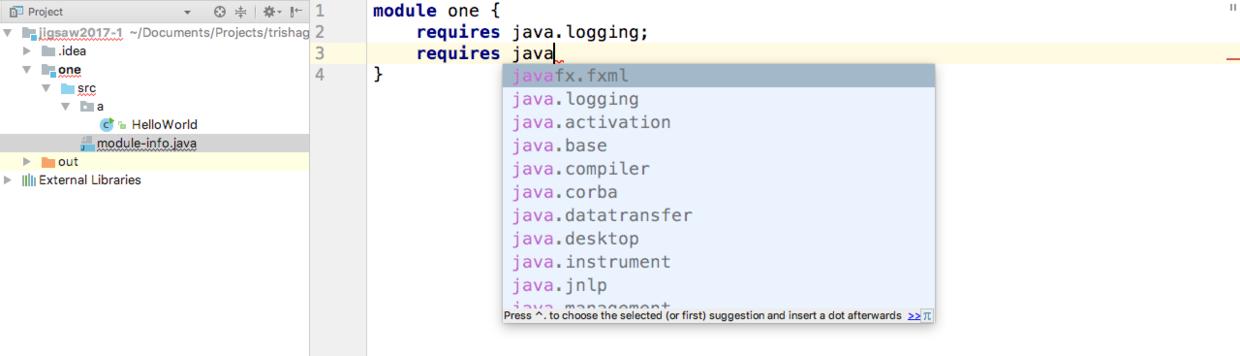 Project
jigsaw2017-1 ~/Documents/Projects/trishag
.idea
one
src
a
HelloWorld
module-info.java
out
External Libraries
1 module one {
2 requires java.logging;
3 requires java
4 }
javafx.fxml
java.logging
java.activation
java.base
java.compiler
java.corba
java.datatransfer
java.desktop
java.instrument
java.jnlp
java.management
Press ^. to choose the selected (or first) suggestion and insert a dot afterwards >> π